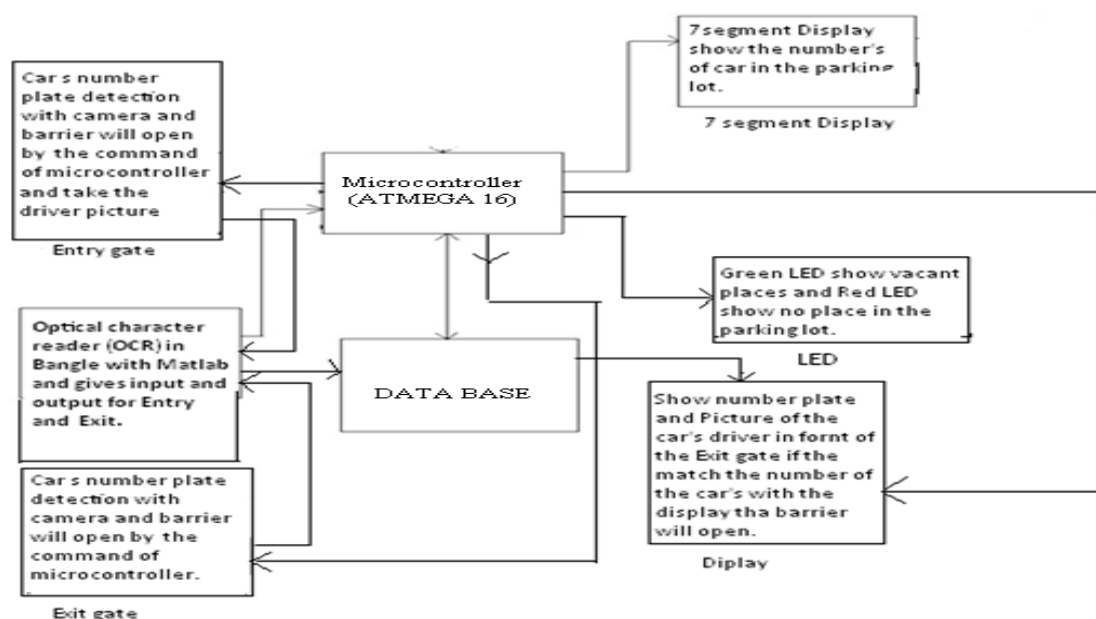 7segment Display
show the number's
of car in the parking
lot.
7 segment Display
Car s number
plate detection
with camera and
barrier will open
by the command
of microcontroller
and take the
driver picture
Entry gate
Microcontroller
(ATMEGA 16)
Green LED show vacant
places and Red LED
show no place in the
parking lot.
LED
Optical character
reader (OCR) in
Bangle with Matlab
and gives input and
output for Entry
and Exit.
DATA BASE
Show number plate
and Picture of the
car's driver in fornt of
the Exit gate if the
match the number of
the car's with the
display tha barrier
will open.
Diplay
Car s number plate
detection with
camera and barrier
will open by the
command of
microcontroller.
Exit gate